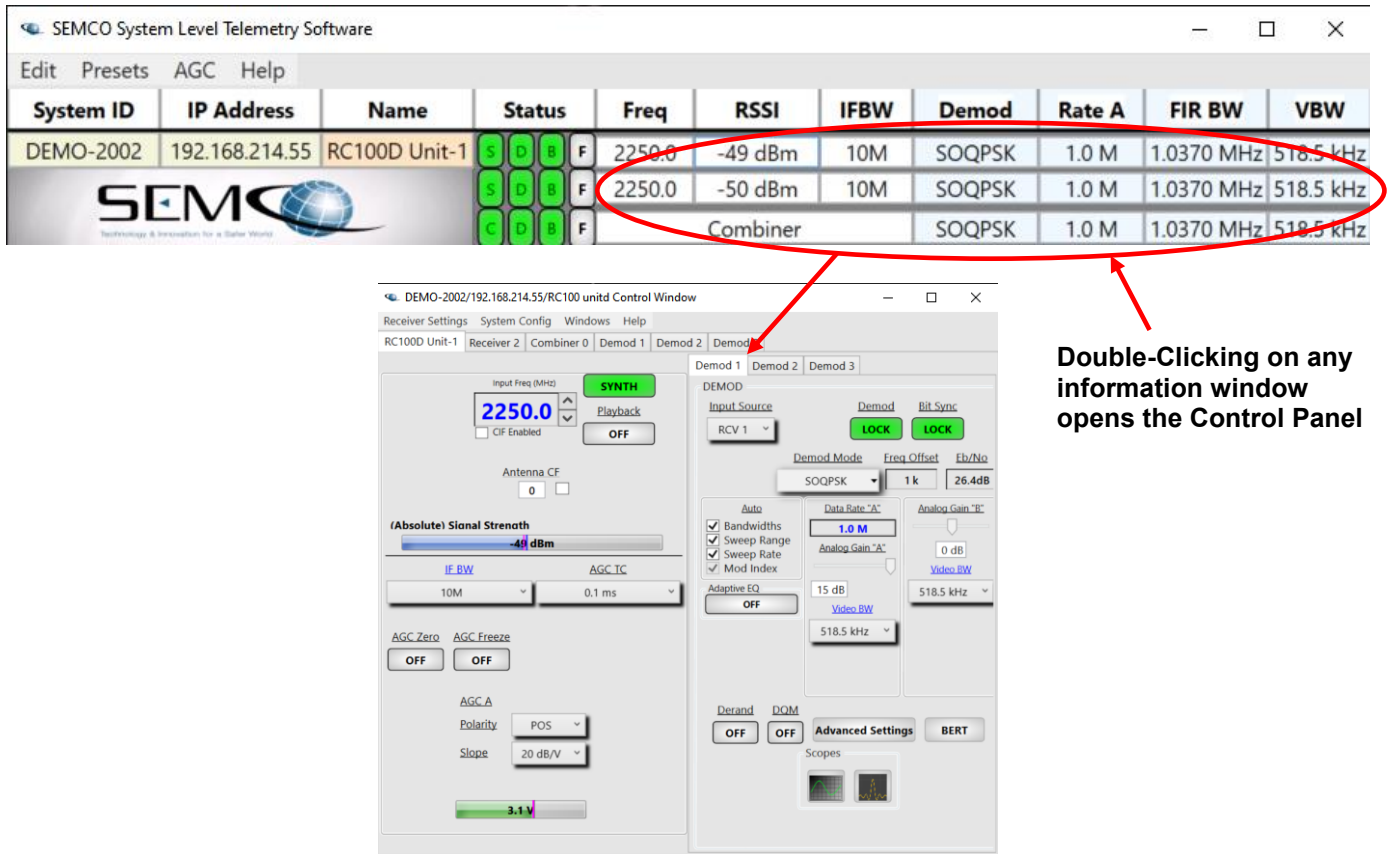 SEMCO System Level Telemetry Software
Edit Presets AGC Help
System ID IP Address Name Status Freq RSSI IFBW Demod Rate A FIR BW VBW
DEMO-2002 192.168.214.55 RC100D Unit-1 S D B F 2250.0 -49 dBm 10M SOQPSK 1.0 M 1.0370 MHz 518.5 kHz
SEMCO S D B F 2250.0 -50 dBm 10M SOQPSK 1.0 M 1.0370 MHz 518.5 kHz
Technology & Innovation for a Safer World C D B F Combiner SOQPSK 1.0 M 1.0370 MHz 518.5 kHz
DEMO-2002/192.168.214.55/RC100 unitd Control Window
Receiver Settings System Config Windows Help
RC100D Unit-1 Receiver 2 Combiner 0 Demod 1 Demod 2 Demod
Demod 1 Demod 2 Demod 3
Input Freq (MHz) SYNTH
2250.0 Playback
CIF Enabled OFF
Antenna CF
0
(Absolute) Signal Strength
-49 dBm
IF BW AGC TC
10M 0.1 ms
AGC Zero AGC Freeze
OFF OFF
AGC A
Polarity POS
Slope 20 dB/V
3.1 V
DEMOD
Input Source Demod Bit Sync
RCV 1 LOCK LOCK
Demod Mode Freq Offset Eb/No
SOQPSK 1 k 26.4dB
Auto Data Rate "A" Analog Gain "B"
Bandwidths 1.0 M
Sweep Range Analog Gain "A" 0 dB
Sweep Rate
Mod Index Video BW
Adaptive EQ 15 dB 518.5 kHz
OFF Video BW
518.5 kHz
Derand DQM
OFF OFF Advanced Settings BERT
Scopes
Double-Clicking on any
information window
opens the Control Panel